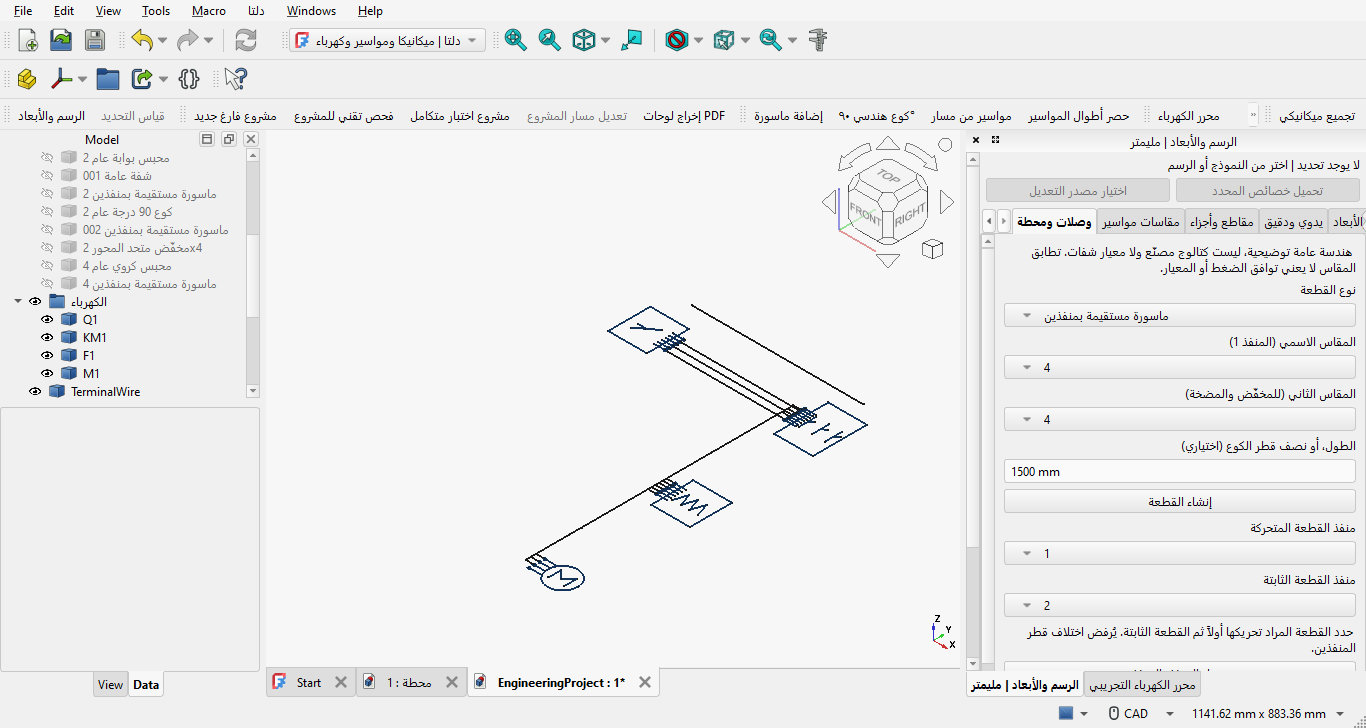 File Edit View Tools Macro دلتا Windows Help
دلتا | ميكانيكا ومواسير وكهرباء
الرسم والأبعاد قياس التحديد مشروع فارغ جديد فحص تقني للمشروع مشروع اختبار متكامل تعديل مسار المشروع PDF إخراج لوحات إضافة ماسورة كوع هندسي ٩٠° مواسير من مسار حصر أطوال المواسير محرر الكهرباء تجميع ميكانيكي
Model
محبس بوابة عام 2
شفة عامة 001
ماسورة مستقيمة بمنفذين 2
كوع 90 درجة عام 2
ماسورة مستقيمة بمنفذين 002
مخفّض متحد المحور 2x4
محبس كروي عام 4
ماسورة مستقيمة بمنفذين 4
الكهرباء
Q1
KM1
F1
M1
TerminalWire
View Data
TOP
FRONT RIGHT
M
Z
Y
X
Start
محطة : 1
EngineeringProject : 1*
الرسم والأبعاد | مليمتر
لا يوجد تحديد | اختر من النموذج أو الرسم
تحميل خصائص المحدد
اختيار مصدر التعديل
الأبعاد يدوي ودقيق مقاطع وأجزاء مقاسات مواسير وصلات ومحطة
هندسة عامة توضيحية، ليست كتالوج مصنّع ولا معيار شفات. تطابق
المقاس لا يعني توافق الضغط أو المعيار.
نوع القطعة
ماسورة مستقيمة بمنفذين
المقاس الاسمي (المنفذ 1)
4
المقاس الثاني (للمخفّض والمضخة)
4
الطول، أو نصف قطر الكوع (اختياري)
1500 mm
إنشاء القطعة
منفذ القطعة المتحركة
1
منفذ القطعة الثابتة
2
حدد القطعة المراد تحريكها أولاً ثم القطعة الثابتة. يُرفض اختلاف قطر
المنفذين.
الرسم والأبعاد | مليمتر
محرر الكهرباء التجريبي
CAD
1141.62 mm x 883.36 mm